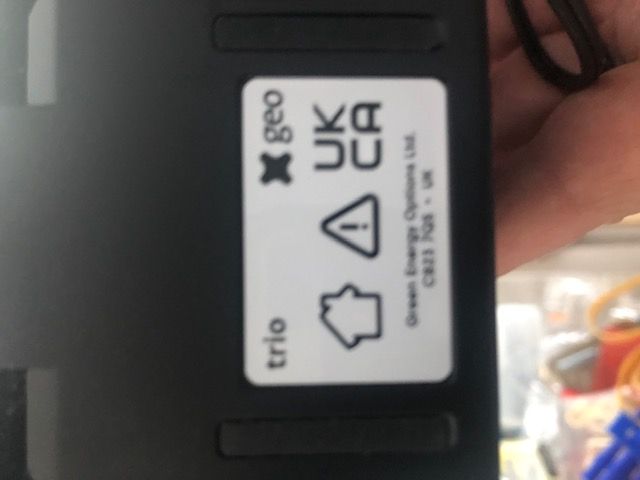 trio
geo
UK
CA
Green Energy Options Ltd.
CB23 7QS - UK